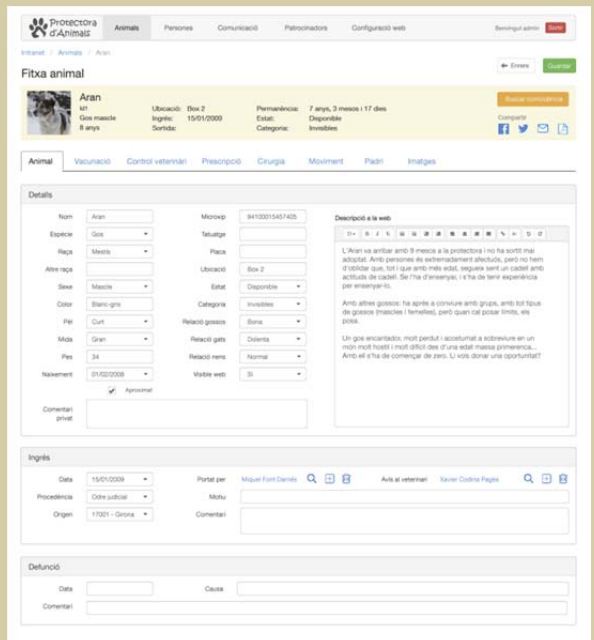 Protectora d'Animals
Animals Persones Comunicació Patrocinadors Configuració web
Benvingut admin Sortir
Intranet / Animals / Aran
Fitxa animal
Enrere Guardar
Aran
Gos mascle
8 anys
Ubicació: Box 2
Ingrés: 15/01/2009
Sortida:
Permanència: 7 anys, 3 mesos i 17 dies
Estat: Disponible
Categoria: Invisibles
Buscar coincidència
Compartir
Animal Vacunació Control veterinàri Prescripció Cirurgia Moviment Padrí Imatges
Detalls
Nom Aran
Espècie Gos
Raça Mestís
Altre raça
Sexe Mascle
Color Blanc-gris
Pèl Curt
Mida Gran
Pes 34
Naixement 01/02/2008
Aproximat
Comentari privat
Microxip 94100015457405
Tatuatge
Placa
Ubicació Box 2
Estat Disponible
Categoria Invisibles
Relació gossos Bona
Relació gats Dolenta
Relació nens Normal
Visible web Sí
Descripció a la web
L'Aran va arribar amb 9 mesos a la protectora i no ha sortit mai
adoptat. Amb persones és extremadament afectuós, però no hem
d'oblidar que, tot i que amb més edat, segueix sent un cadell amb
actituds de cadell. Se l'ha d'ensenyar, i s'ha de tenir experiència
per ensenyar-lo.
Amb altres gossos: ha après a conviure amb grups, amb tot tipus
de gossos (mascles i femelles), però quan cal posar límits, els
posa.
Un gos encantador, molt perdut i acostumat a sobreviure en un
món molt hostil i molt difícil des d'una edat massa primerenca...
Amb ell s'ha de començar de zero. Li vols donar una oportunitat?
Ingrés
Data 15/01/2009 Portat per Miquel Font Darnés Avís al veterinari Xavier Codina Pagès
Procedència Odre judicial Motiu
Origen 17001 - Girona Comentari
Defunció
Data Causa
Comentari